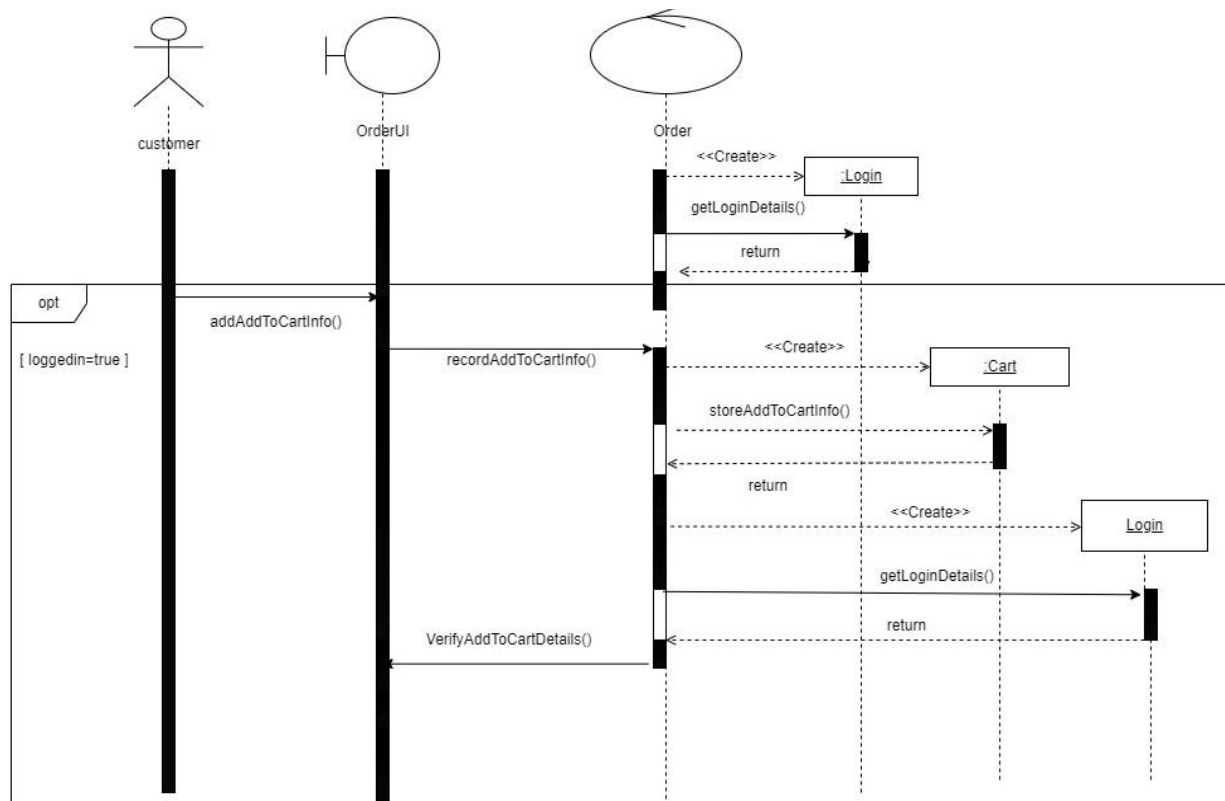 customer
OrderUI
Order
<<Create>>
:Login
getLoginDetails()
return
opt
addAddToCartInfo()
[ loggedin=true ]
recordAddToCartInfo()
<<Create>>
:Cart
storeAddToCartInfo()
return
<<Create>>
Login
getLoginDetails()
return
VerifyAddToCartDetails()